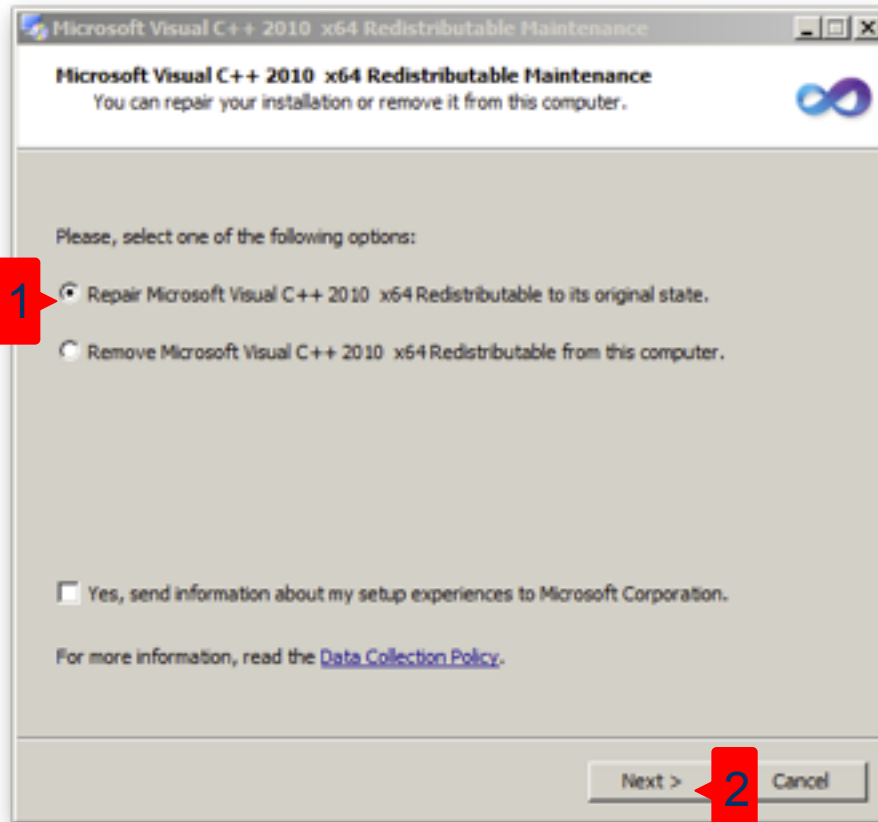 Microsoft Visual C++ 2010 x64 Redistributable Maintenance
Microsoft Visual C++ 2010 x64 Redistributable Maintenance
You can repair your installation or remove it from this computer.
Please, select one of the following options:
1
Repair Microsoft Visual C++ 2010 x64 Redistributable to its original state.
Remove Microsoft Visual C++ 2010 x64 Redistributable from this computer.
Yes, send information about my setup experiences to Microsoft Corporation.
For more information, read the Data Collection Policy.
Next > 2 Cancel